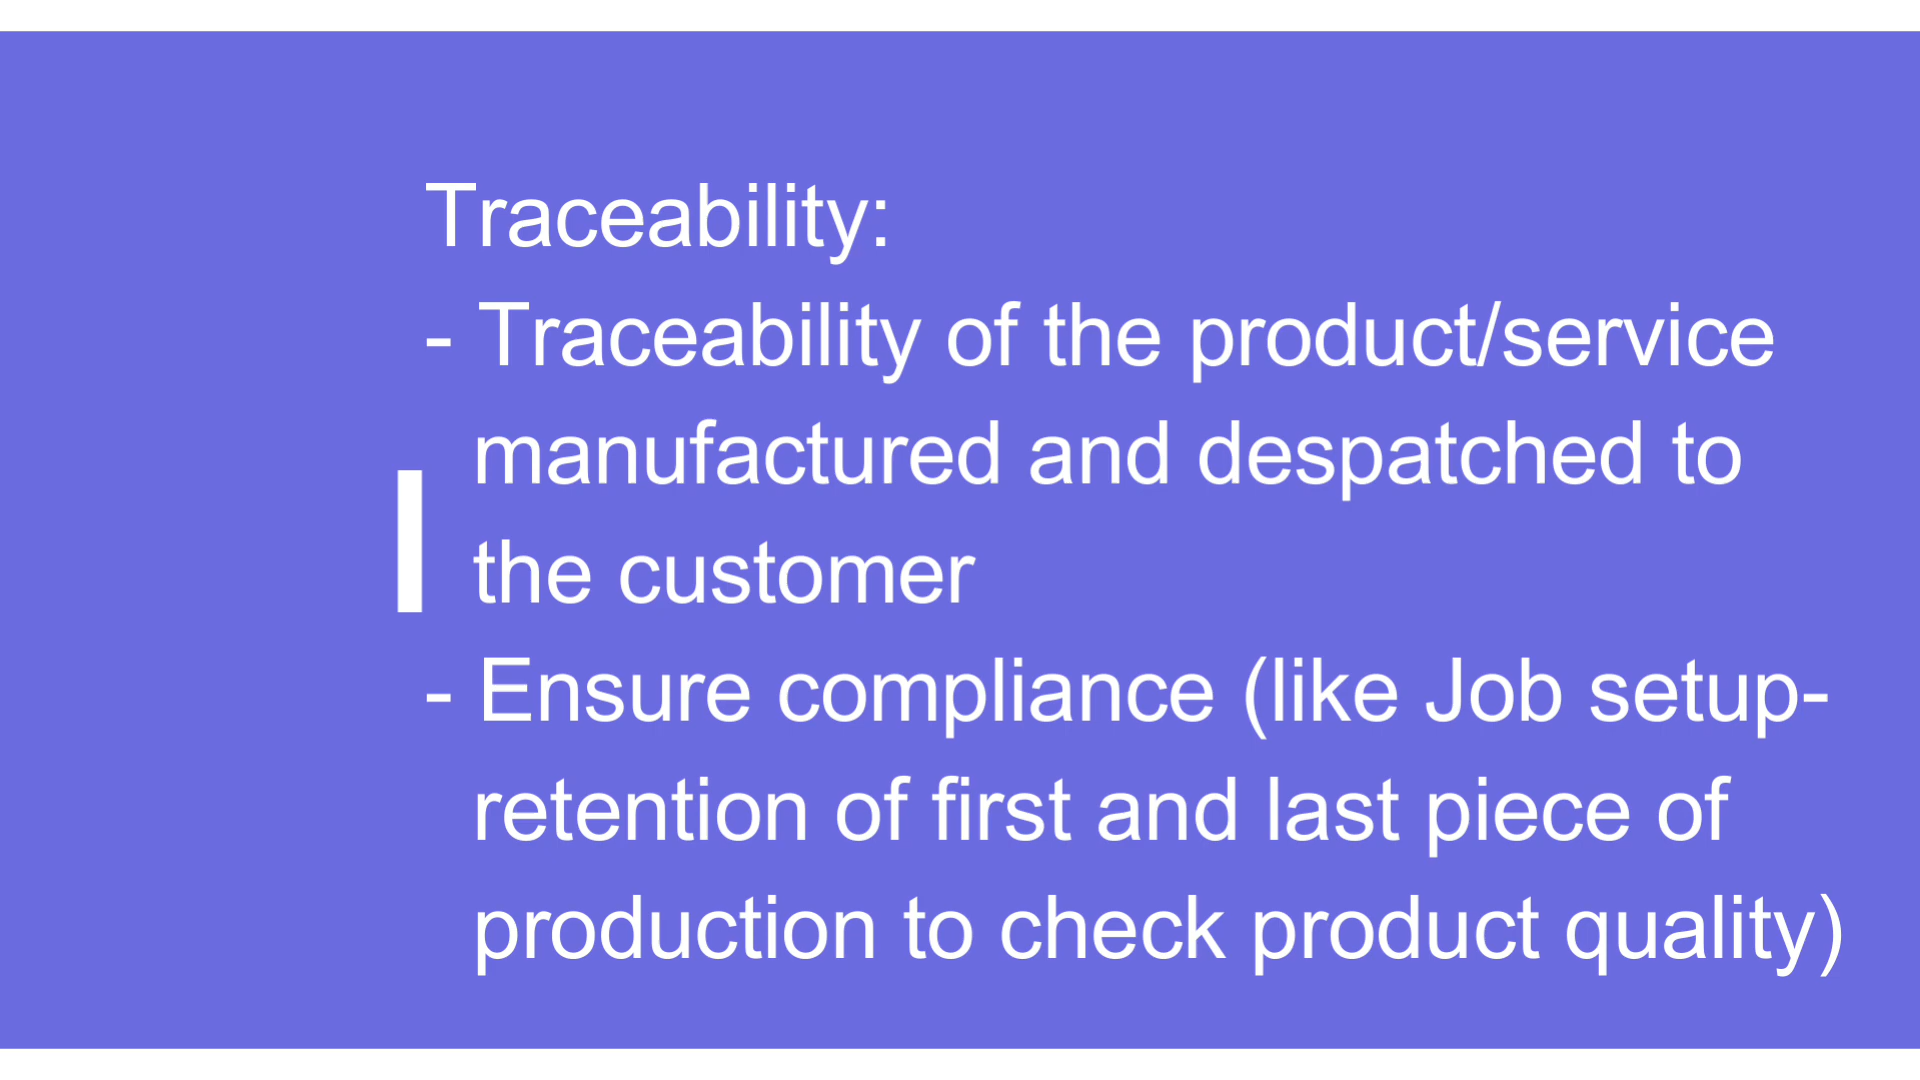 Traceability:
- Traceability of the product/service
manufactured and despatched to
the customer
- Ensure compliance (like Job setup-
retention of first and last piece of
production to check product quality)